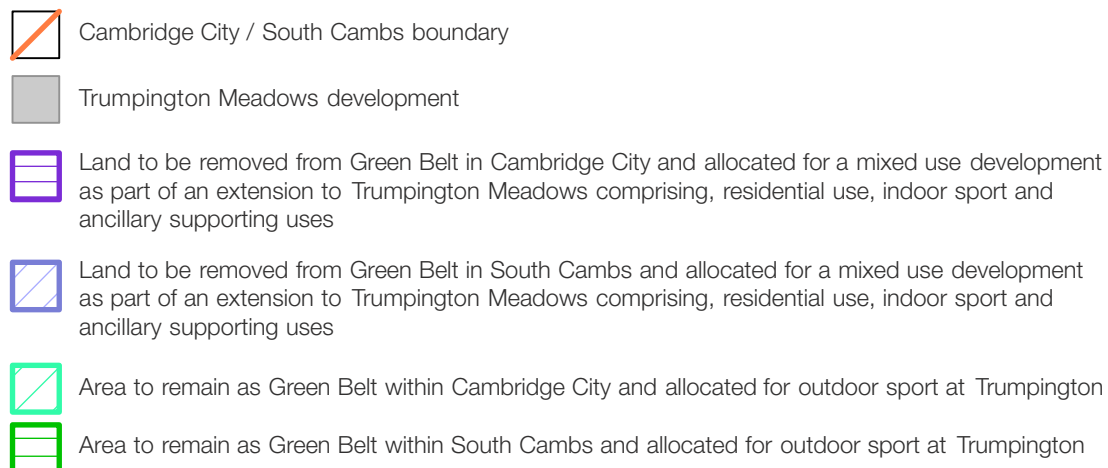 Cambridge City / South Cambs boundary
Trumpington Meadows development
Land to be removed from Green Belt in Cambridge City and allocated for a mixed use development
as part of an extension to Trumpington Meadows comprising, residential use, indoor sport and
ancillary supporting uses
Land to be removed from Green Belt in South Cambs and allocated for a mixed use development
as part of an extension to Trumpington Meadows comprising, residential use, indoor sport and
ancillary supporting uses
Area to remain as Green Belt within Cambridge City and allocated for outdoor sport at Trumpington
Area to remain as Green Belt within South Cambs and allocated for outdoor sport at Trumpington